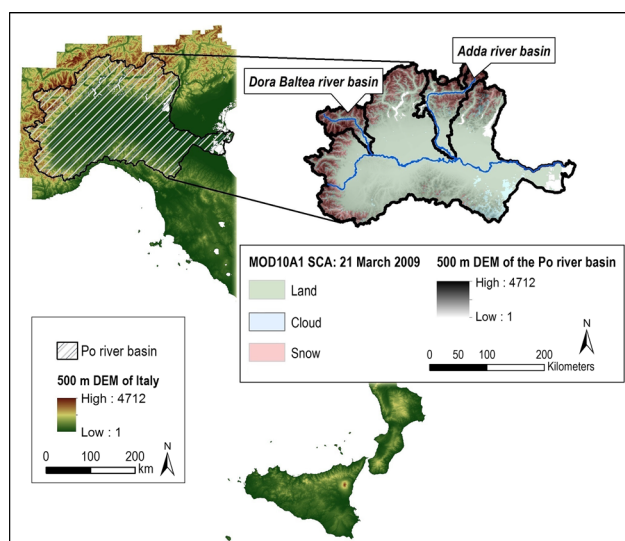 Adda river basin
Dora Baltea river basin
MOD10A1 SCA: 21 March 2009
Land
Cloud
Snow
500 m DEM of the Po river basin
High : 4712
Low : 1
N
0 50 100 200
Kilometers
Po river basin
500 m DEM of Italy
High : 4712
Low : 1
N
0 100 200
km